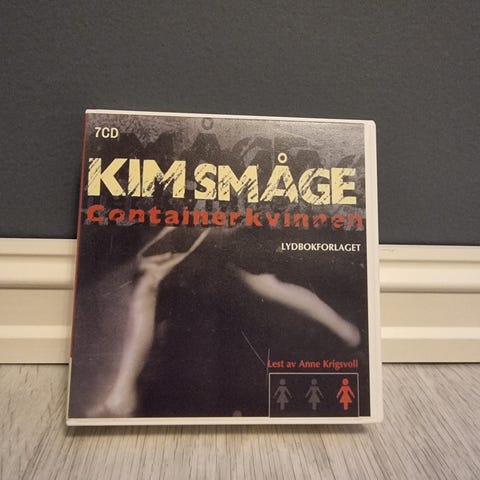 7CD
KIM SMÅGE
Containerkvinnen
LYDBOKFORLAGET
Lest av Anne Krigsvoll